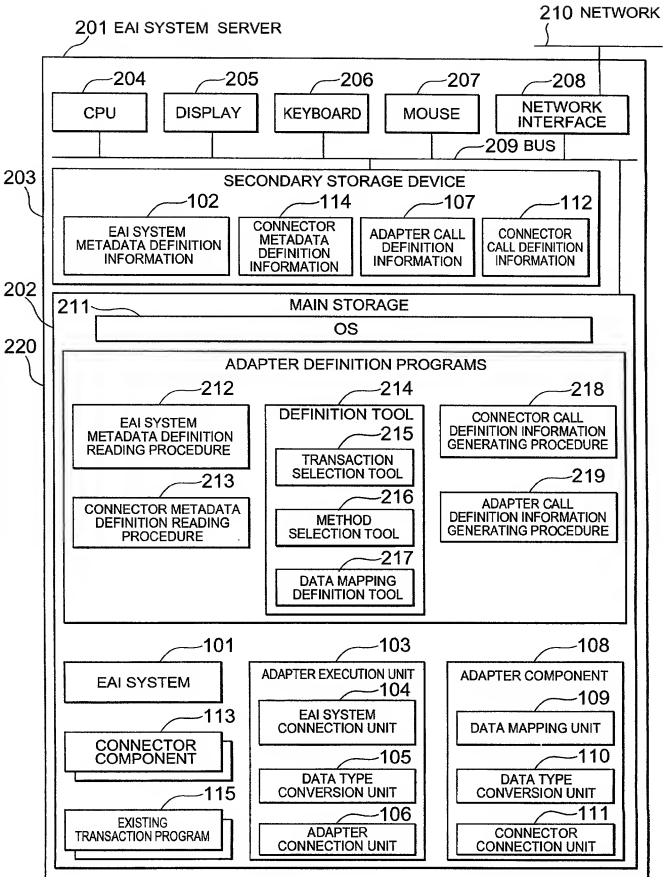 210 NETWORK
201 EAI SYSTEM SERVER
204
205
206
207
208
CPU
DISPLAY
KEYBOARD
MOUSE
NETWORK
INTERFACE
209 BUS
203
SECONDARY STORAGE DEVICE
102
114
107
112
EAI SYSTEM
METADATA DEFINITION
INFORMATION
CONNECTOR
METADATA
DEFINITION
INFORMATION
ADAPTER CALL
DEFINITION
INFORMATION
CONNECTOR
CALL DEFINITION
INFORMATION
202
MAIN STORAGE
211
OS
220
ADAPTER DEFINITION PROGRAMS
212
214
218
EAI SYSTEM
METADATA DEFINITION
READING PROCEDURE
DEFINITION TOOL
CONNECTOR CALL
DEFINITION INFORMATION
GENERATING PROCEDURE
215
TRANSACTION
SELECTION TOOL
213
CONNECTOR METADATA
DEFINITION READING
PROCEDURE
216
METHOD
SELECTION TOOL
219
ADAPTER CALL
DEFINITION INFORMATION
GENERATING PROCEDURE
217
DATA MAPPING
DEFINITION TOOL
101
103
108
EAI SYSTEM
ADAPTER EXECUTION UNIT
ADAPTER COMPONENT
104
EAI SYSTEM
CONNECTION UNIT
109
DATA MAPPING UNIT
113
CONNECTOR
COMPONENT
105
DATA TYPE
CONVERSION UNIT
110
DATA TYPE
CONVERSION UNIT
115
EXISTING
TRANSACTION PROGRAM
106
ADAPTER
CONNECTION UNIT
111
CONNECTOR
CONNECTION UNIT